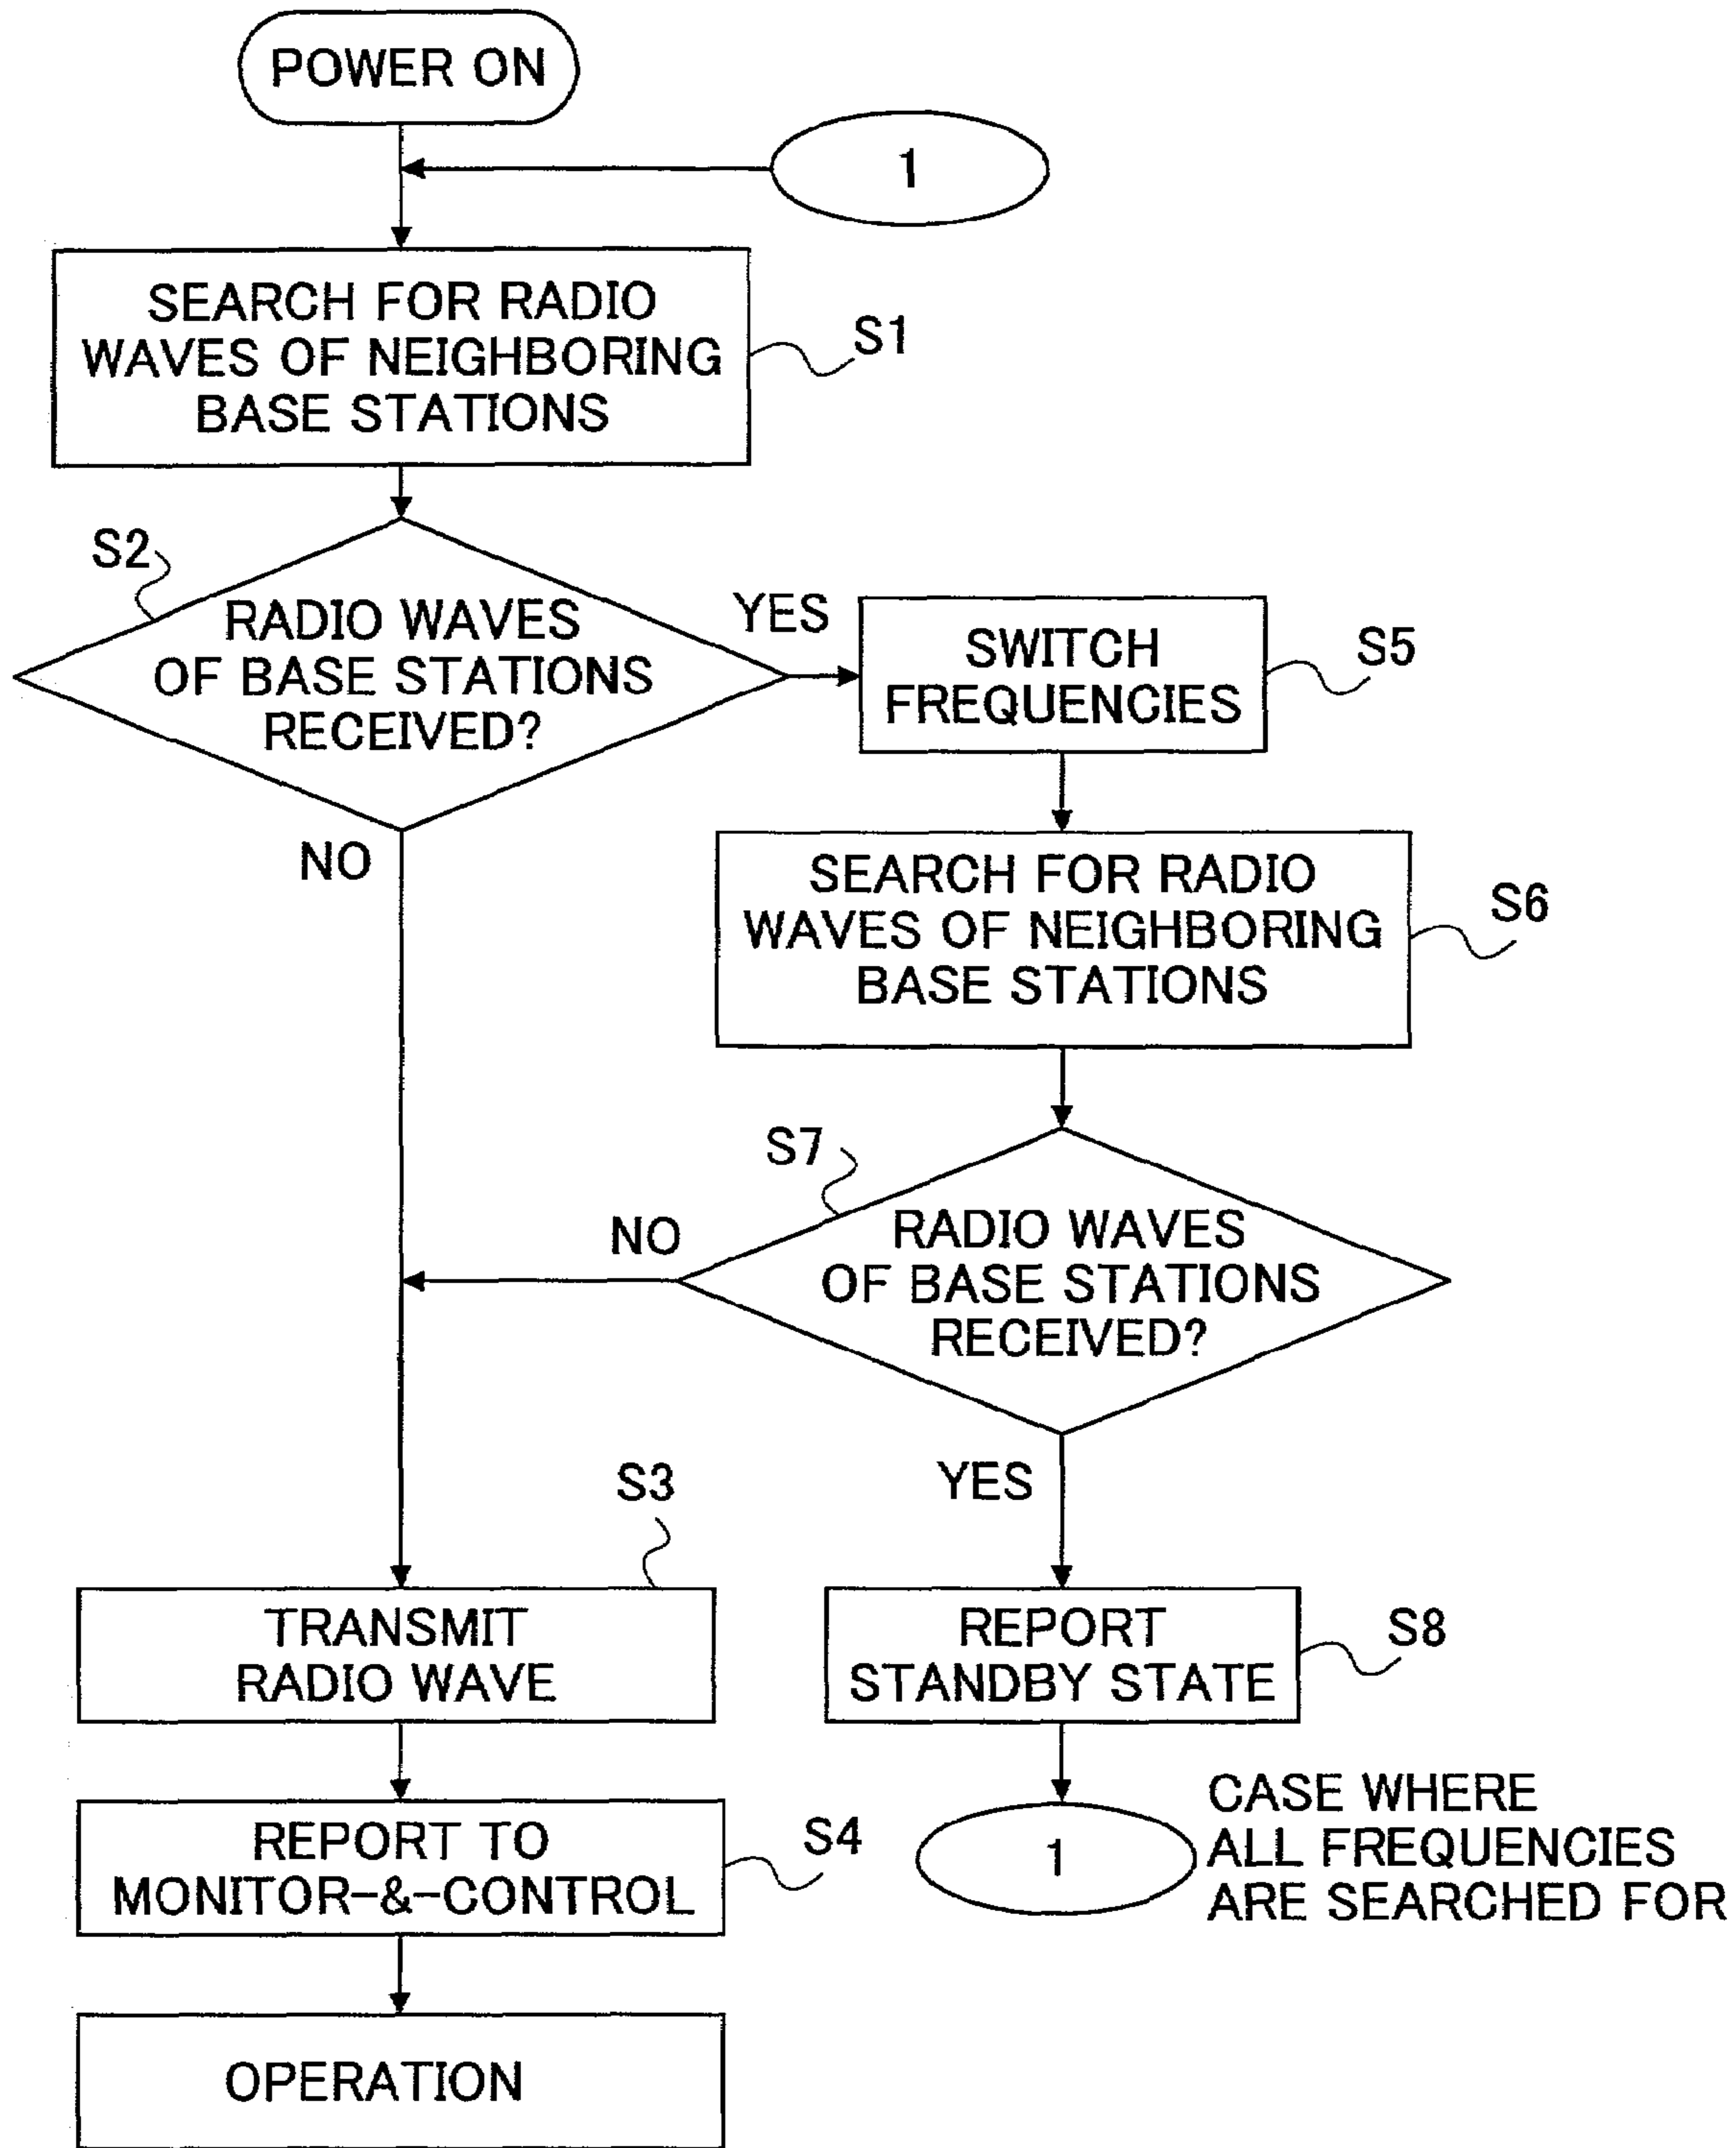 POWER ON
1
SEARCH FOR RADIO
WAVES OF NEIGHBORING
BASE STATIONS
S1
S2
RADIO WAVES
OF BASE STATIONS
RECEIVED?
YES
SWITCH
FREQUENCIES
S5
NO
SEARCH FOR RADIO
WAVES OF NEIGHBORING
BASE STATIONS
S6
S7
NO
RADIO WAVES
OF BASE STATIONS
RECEIVED?
YES
S3
TRANSMIT
RADIO WAVE
REPORT
STANDBY STATE
S8
REPORT TO
MONITOR-&-CONTROL
S4
1
CASE WHERE
ALL FREQUENCIES
ARE SEARCHED FOR
OPERATION